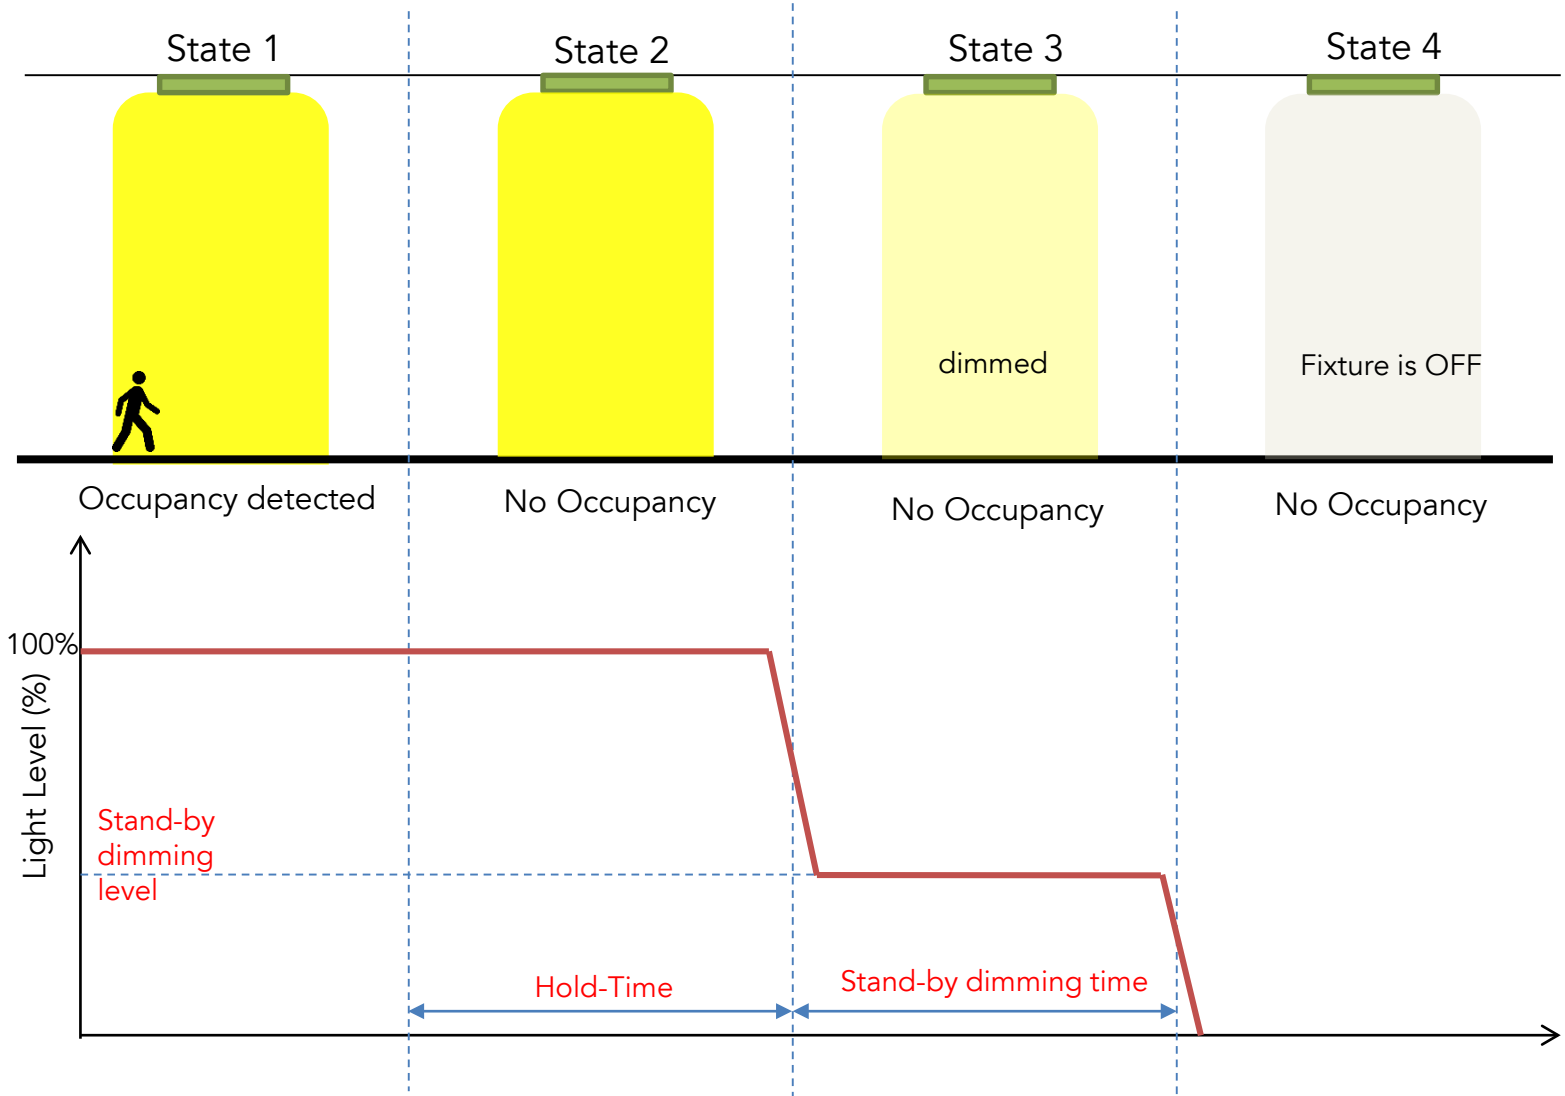 State 1
State 2
State 3
State 4
dimmed
Fixture is OFF
Occupancy detected
No Occupancy
No Occupancy
No Occupancy
100%
Light Level (%)
Stand-by
dimming
level
Hold-Time
Stand-by dimming time